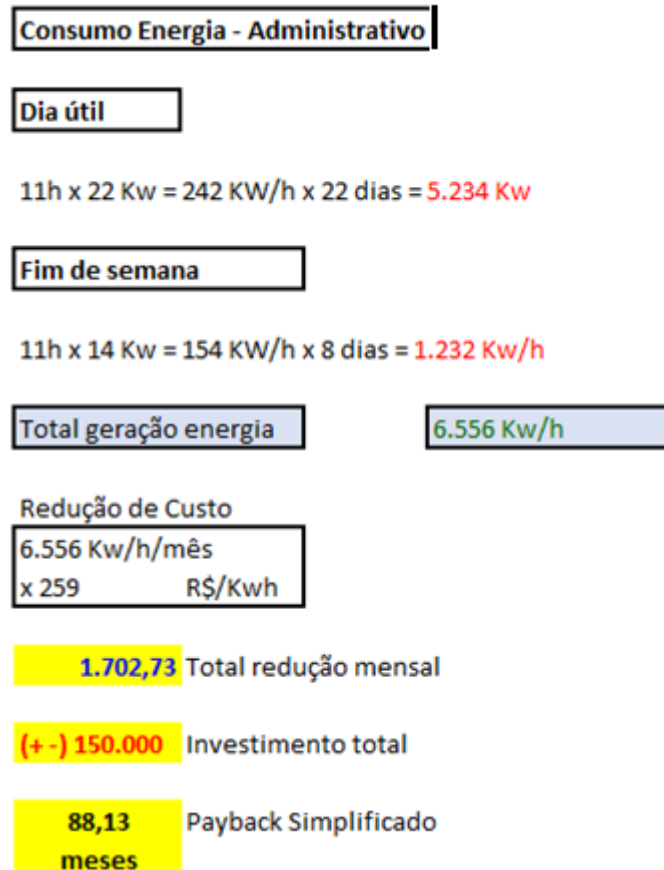 Consumo Energia - Administrativo
Dia útil
11h x 22 Kw = 242 KW/h x 22 dias = 5.234 Kw
Fim de semana
11h x 14 Kw = 154 KW/h x 8 dias = 1.232 Kw/h
Total geração energia 6.556 Kw/h
Redução de Custo
6.556 Kw/h/mês
x 259 R$/Kwh
1.702,73 Total redução mensal
(+ -) 150.000 Investimento total
88,13 Payback Simplificado
meses